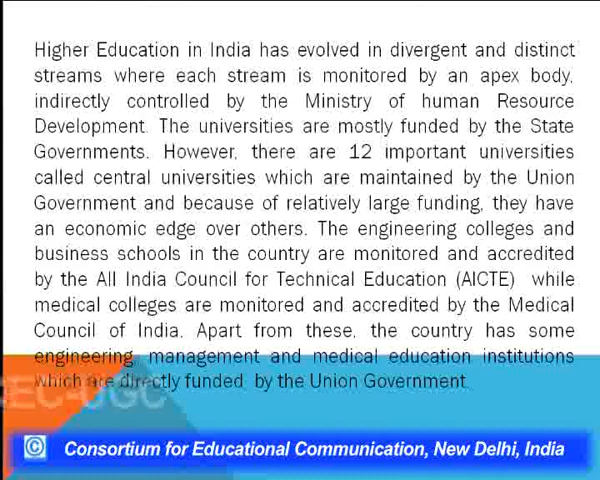 Higher Education in India has evolved in divergent and distinct
streams where each stream is monitored by an apex body,
indirectly controlled by the Ministry of human Resource
Development. The universities are mostly funded by the State
Governments. However, there are 12 important universities
called central universities which are maintained by the Union
Government and because of relatively large funding, they have
an economic edge over others. The engineering colleges and
business schools in the country are monitored and accredited
by the All India Council for Technical Education (AICTE) while
medical colleges are monitored and accredited by the Medical
Council of India. Apart from these, the country has some
engineering, management and medical education institutions
which are directly funded by the Union Government.
EC-UGC
© Consortium for Educational Communication, New Delhi, India